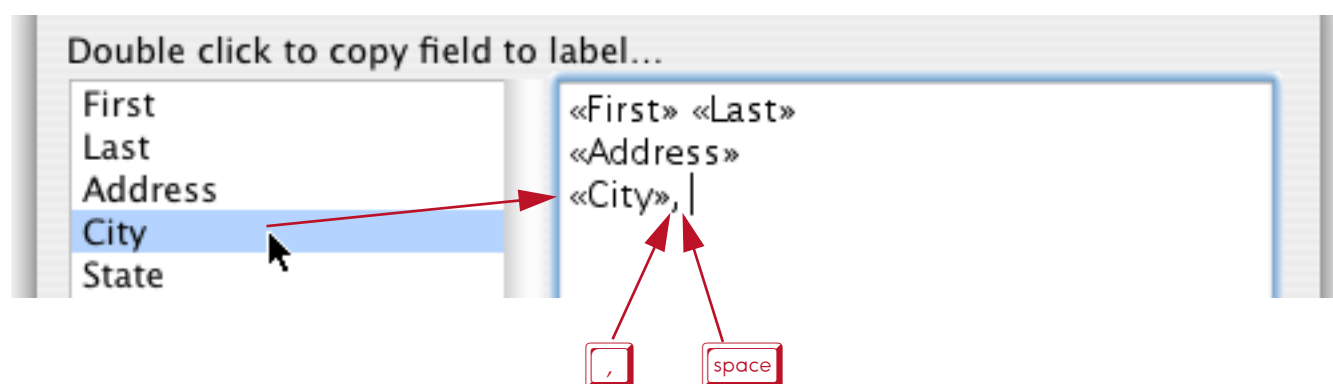 Double click to copy field to label...
First
Last
Address
City
State
«First» «Last»
«Address»
«City»,
,
space